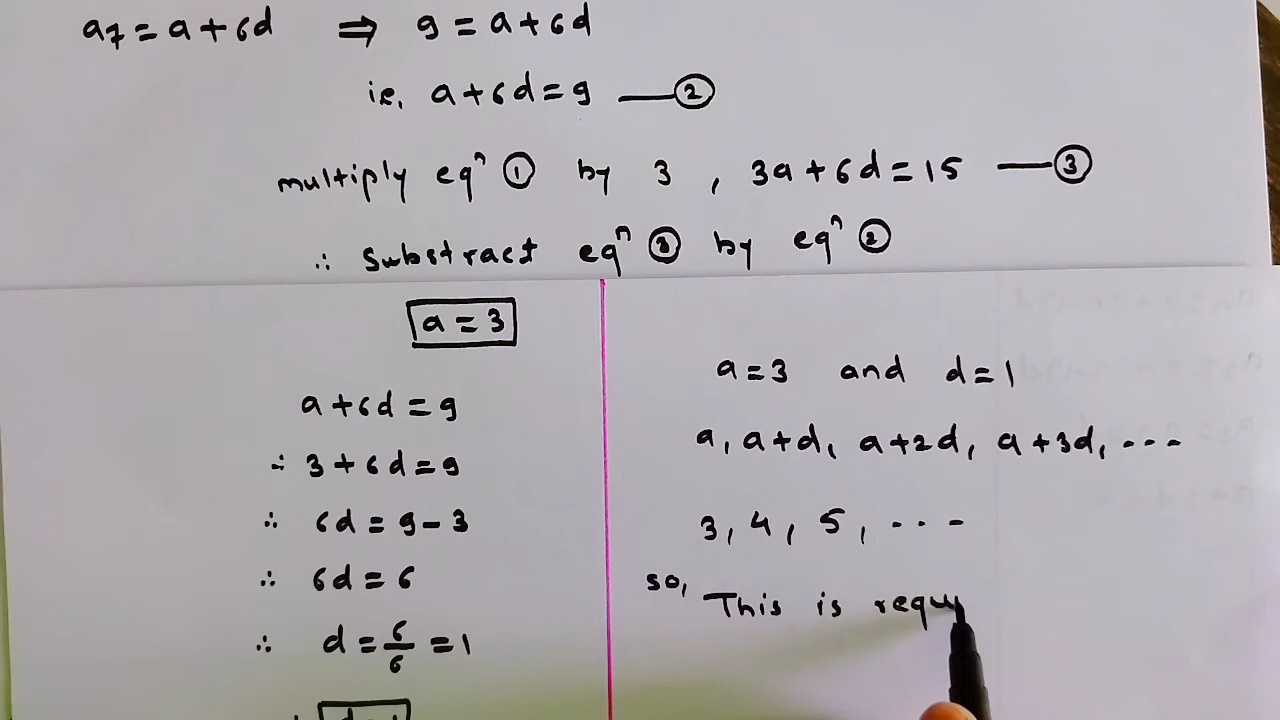 a7 = a + 6d ⇒ 9 = a + 6d
i.e. a + 6d = 9 —— ②
multiply eqⁿ ① by 3 , 3a + 6d = 15 —— ③
∴ Substract eqⁿ ③ by eqⁿ ②
a = 3
a + 6d = 9
∴ 3 + 6d = 9
∴ 6d = 9 - 3
∴ 6d = 6
∴ d = 6/6 = 1
a = 3 and d = 1
a, a+d, a+2d, a+3d, ---
3, 4, 5, ---
so, This is requ